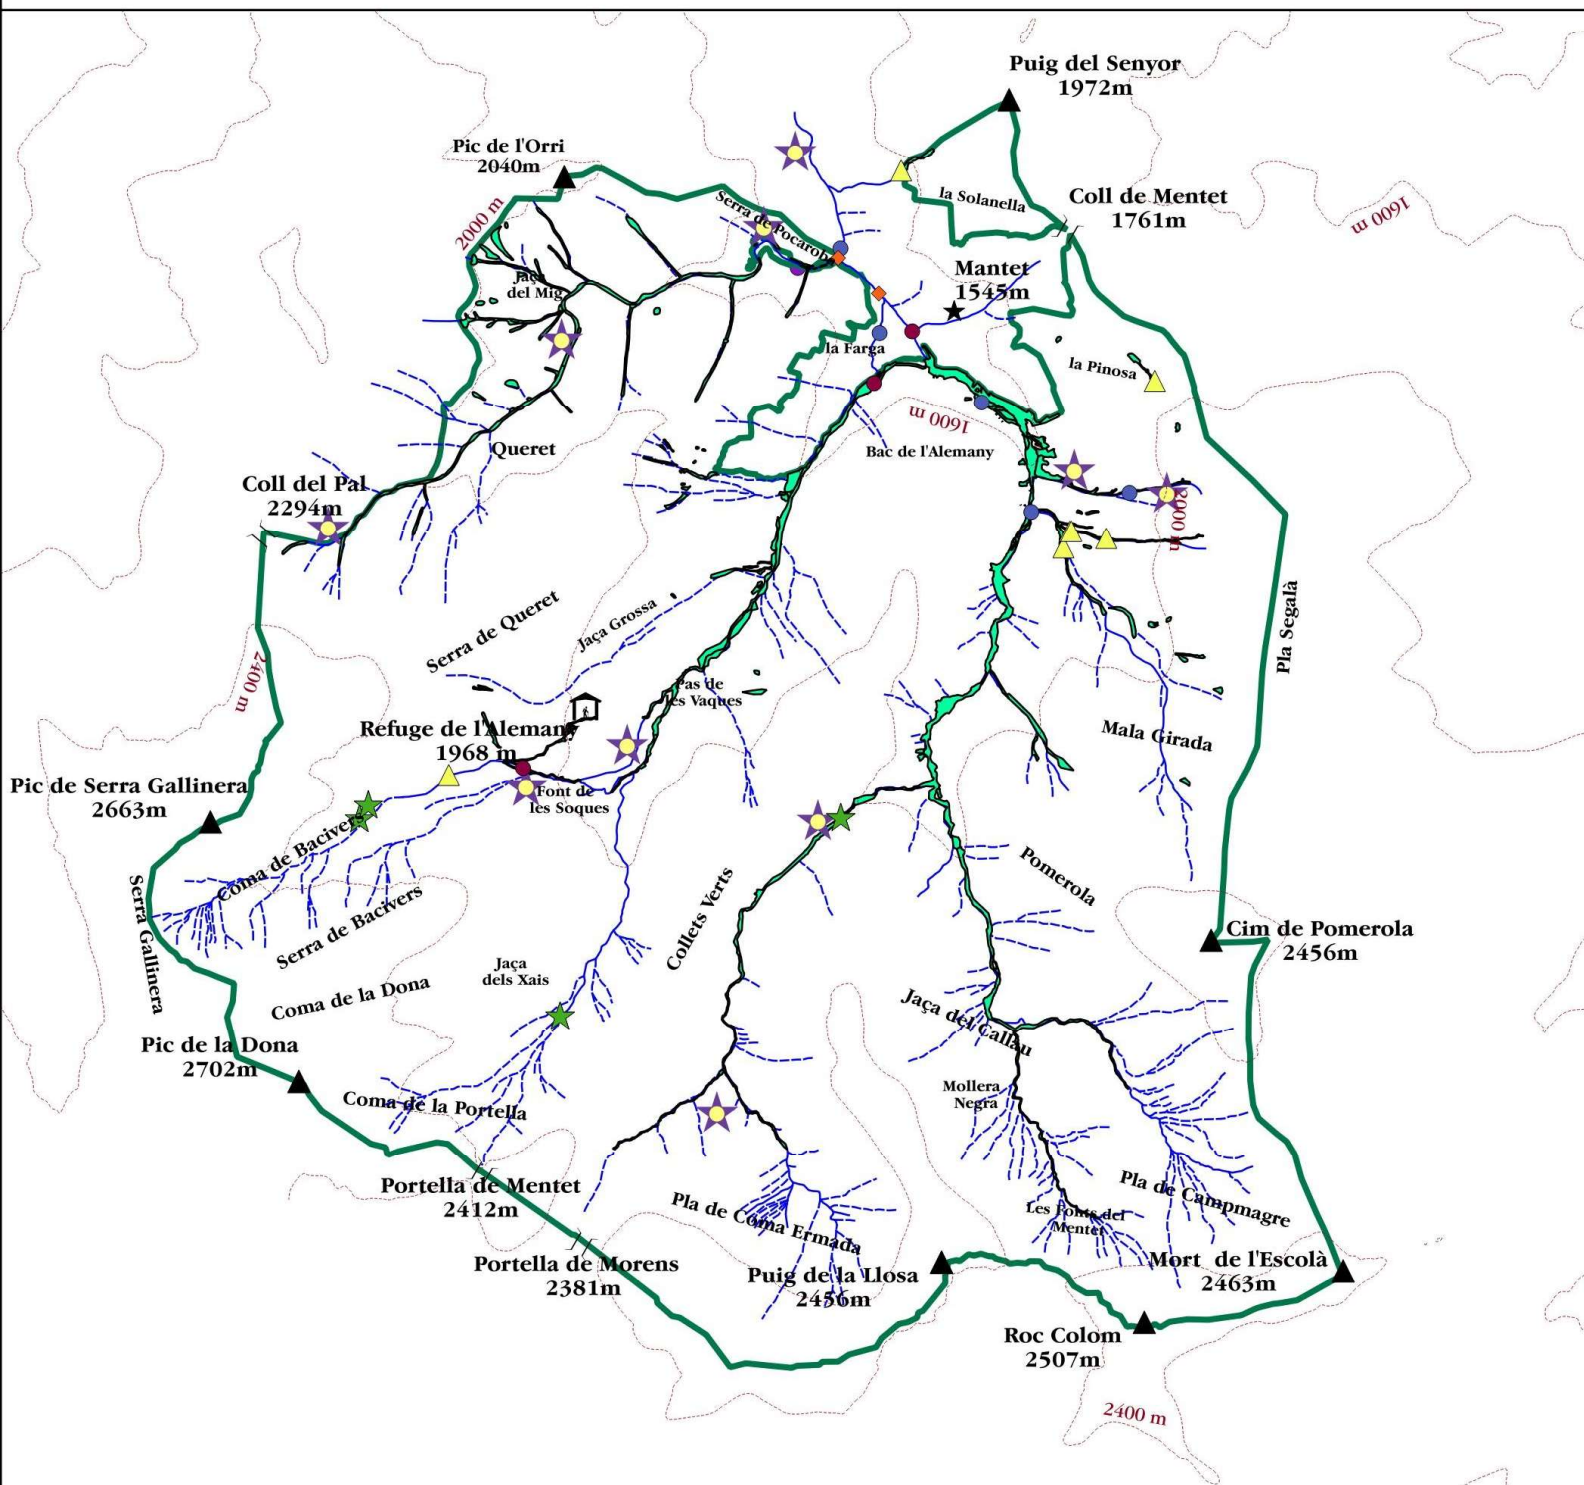 Puig del Senyor
1972m
Pic de l'Orri
2040m
la Solanella
Coll de Mentet
1761m
1600 m
2000 m
Serra de Pocaroba
Mantet
1545m
Jaça
del Mig
la Farga
la Pinosa
1600 m
Queret
Bac de l'Alemany
Coll del Pal
2294m
2000 m
Serra de Queret
Jaça Grossa
Pla Segalà
2400 m
Pas de
les Vaques
Refuge de l'Alemany
1968 m
Mala Girada
Pic de Serra Gallinera
2663m
Font de
les Soques
Coma de Bacivers
Pomerola
Serra Gallinera
Serra de Bacivers
Collets Verts
Cim de Pomerola
2456m
Jaça
dels Xais
Coma de la Dona
Jaça del Callau
Pic de la Dona
2702m
Mollera
Negra
Coma de la Portella
Portella de Mentet
2412m
Pla de Coma Ermada
Pla de Campmagre
Les Fonts del
Mentet
Portella de Morens
2381m
Puig de la Llosa
2456m
Mort de l'Escolà
2463m
Roc Colom
2507m
2400 m